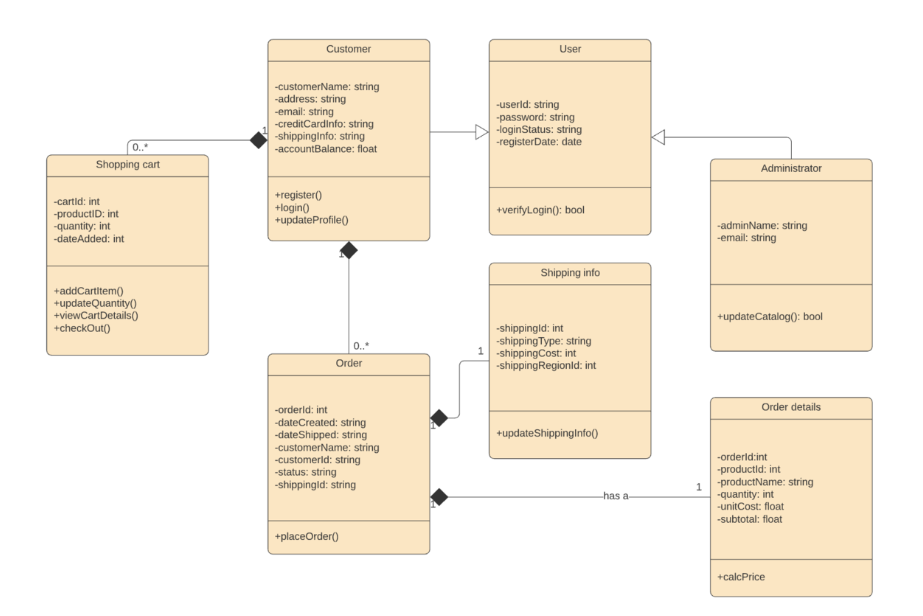 Customer
-customerName: string
-address: string
-email: string
-creditCardInfo: string
-shippingInfo: string
-accountBalance: float
+register()
+login()
+updateProfile()
User
-userId: string
-password: string
-loginStatus: string
-registerDate: date
+verifyLogin(): bool
1
0..*
Shopping cart
-cartId: int
-productID: int
-quantity: int
-dateAdded: int
+addCartItem()
+updateQuantity()
+viewCartDetails()
+checkOut()
Administrator
-adminName: string
-email: string
+updateCatalog(): bool
1
0..*
Shipping info
-shippingId: int
-shippingType: string
-shippingCost: int
-shippingRegionId: int
+updateShippingInfo()
1
1
Order
-orderId: int
-dateCreated: string
-dateShipped: string
-customerName: string
-customerId: string
-status: string
-shippingId: string
+placeOrder()
1
has a
1
Order details
-orderId:int
-productId: int
-productName: string
-quantity: int
-unitCost: float
-subtotal: float
+calcPrice